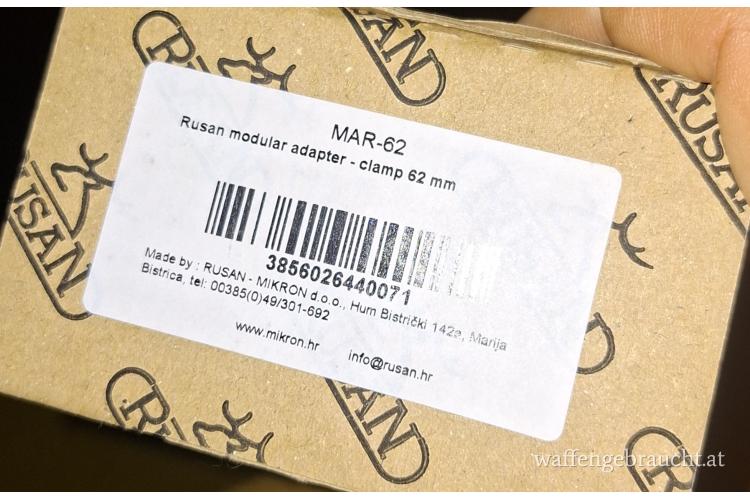 MAR-62
Rusan modular adapter - clamp 62 mm
3856026440071
Made by : RUSAN - MIKRON d.o.o., Hum Bistrički 142a, Marija
Bistrica, tel: 00385(0)49/301-692
www.mikron.hr info@rusan.hr
RUSAN
RUSAN
RUSAN
waffengebraucht.at